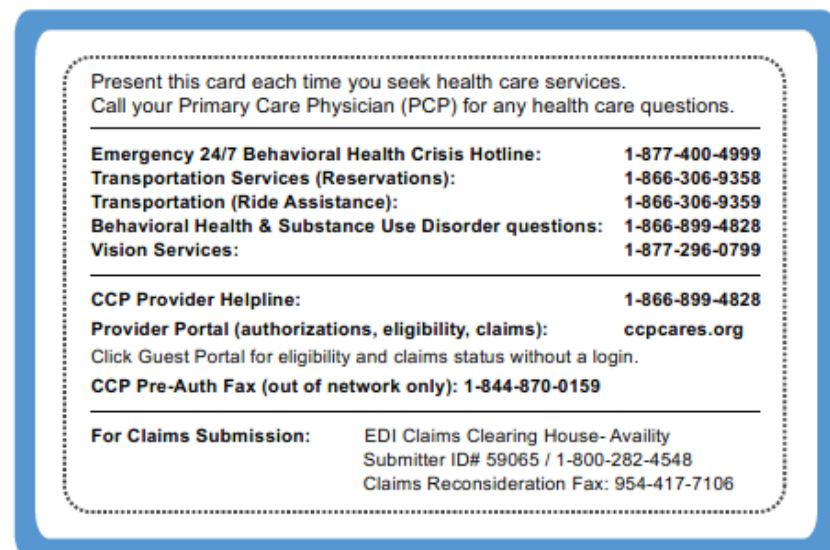 Present this card each time you seek health care services.
Call your Primary Care Physician (PCP) for any health care questions.
Emergency 24/7 Behavioral Health Crisis Hotline: 1-877-400-4999
Transportation Services (Reservations): 1-866-306-9358
Transportation (Ride Assistance): 1-866-306-9359
Behavioral Health & Substance Use Disorder questions: 1-866-899-4828
Vision Services: 1-877-296-0799
CCP Provider Helpline: 1-866-899-4828
Provider Portal (authorizations, eligibility, claims): ccpcares.org
Click Guest Portal for eligibility and claims status without a login.
CCP Pre-Auth Fax (out of network only): 1-844-870-0159
For Claims Submission: EDI Claims Clearing House- Availity
Submitter ID# 59065 / 1-800-282-4548
Claims Reconsideration Fax: 954-417-7106